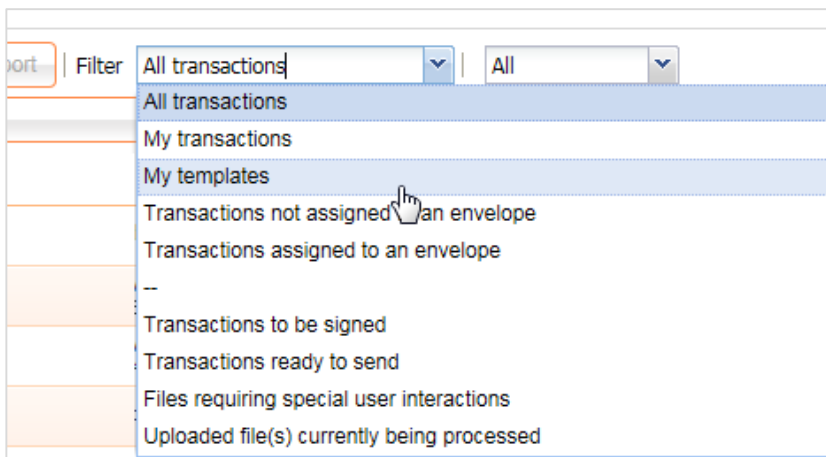 port Filter All transactions All
All transactions
My transactions
My templates
Transactions not assigned an envelope
Transactions assigned to an envelope
--
Transactions to be signed
Transactions ready to send
Files requiring special user interactions
Uploaded file(s) currently being processed